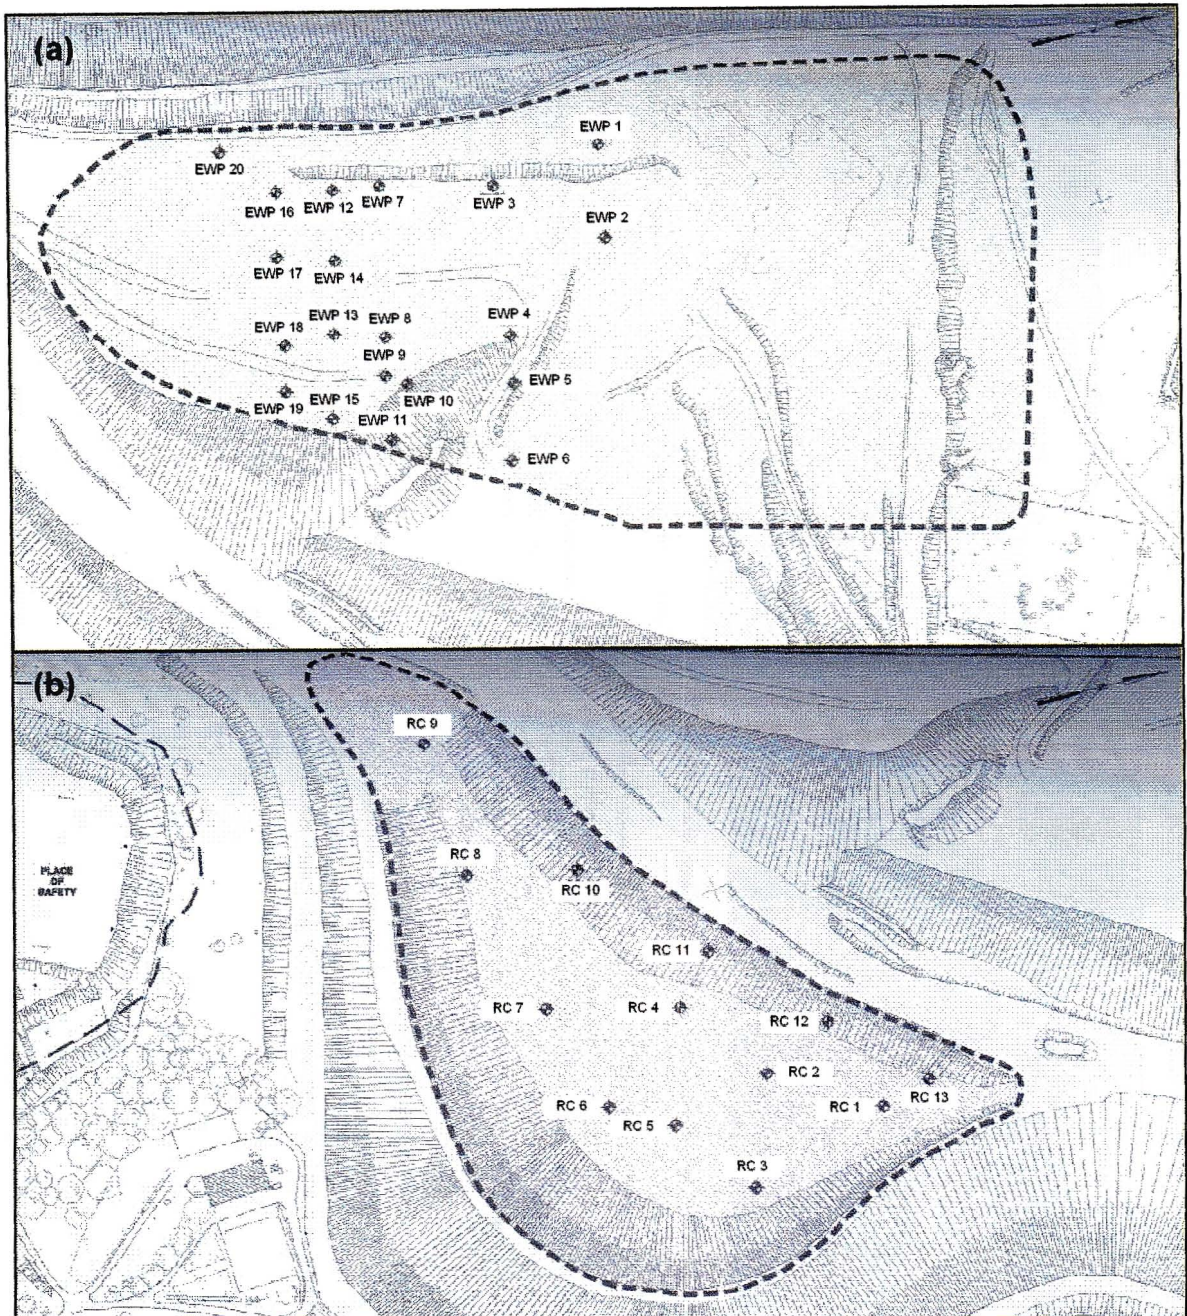 (a)
EWP 1
EWP 20
EWP 16
EWP 12
EWP 7
EWP 3
EWP 2
EWP 17
EWP 14
EWP 13
EWP 8
EWP 4
EWP 18
EWP 9
EWP 5
EWP 10
EWP 19
EWP 15
EWP 11
EWP 6
(b)
RC 9
RC 8
RC 10
PLACE
OF
SAFETY
RC 11
RC 7
RC 4
RC 12
RC 2
RC 13
RC 6
RC 1
RC 5
RC 3